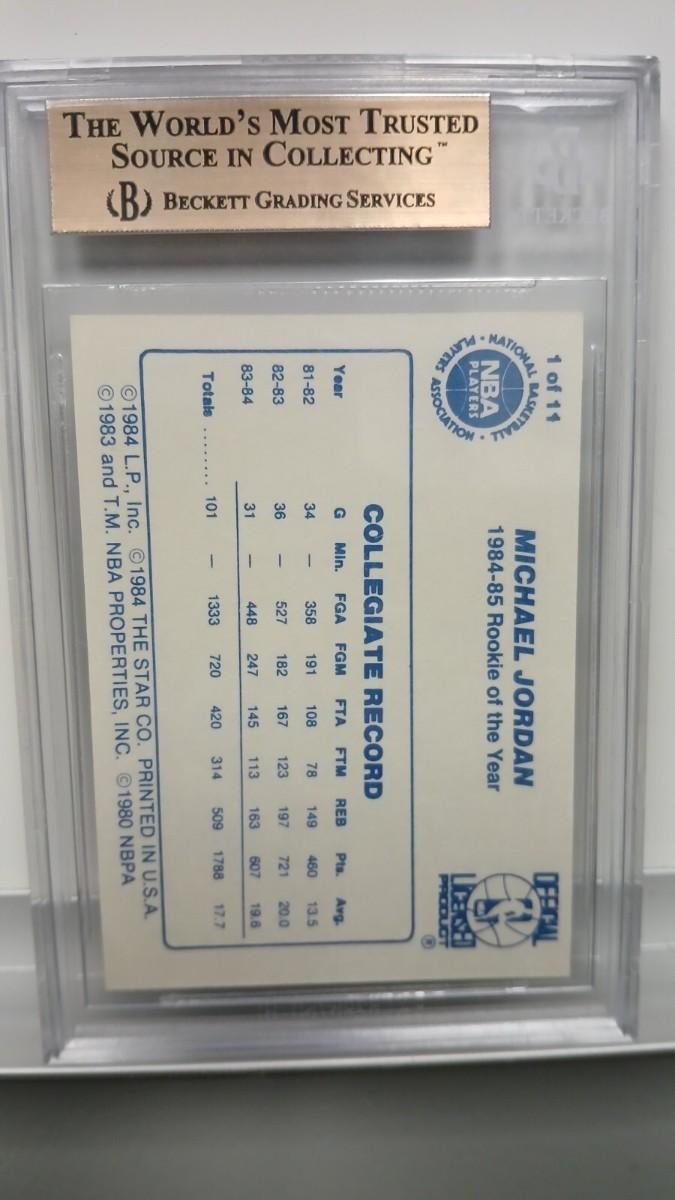 THE WORLD'S MOST TRUSTED
SOURCE IN COLLECTING™
(B) BECKETT GRADING SERVICES
1 of 11
NATIONAL BASKETBALL PLAYERS ASSOCIATION
NBA
PLAYERS
MICHAEL JORDAN
1984-85 Rookie of the Year
OFFICIAL
LICENSED
PRODUCT ®
COLLEGIATE RECORD
Year G Min. FGA FGM FTA FTM REB Pts. Avg.
81-82 34 — 358 191 108 78 149 460 13.5
82-83 36 — 527 182 167 123 197 721 20.0
83-84 31 — 448 247 145 113 163 607 19.6
Totals ........ 101 — 1333 720 420 314 509 1788 17.7
©1984 L.P., Inc. ©1984 THE STAR CO. PRINTED IN U.S.A.
©1983 and T.M. NBA PROPERTIES, INC. ©1980 NBPA